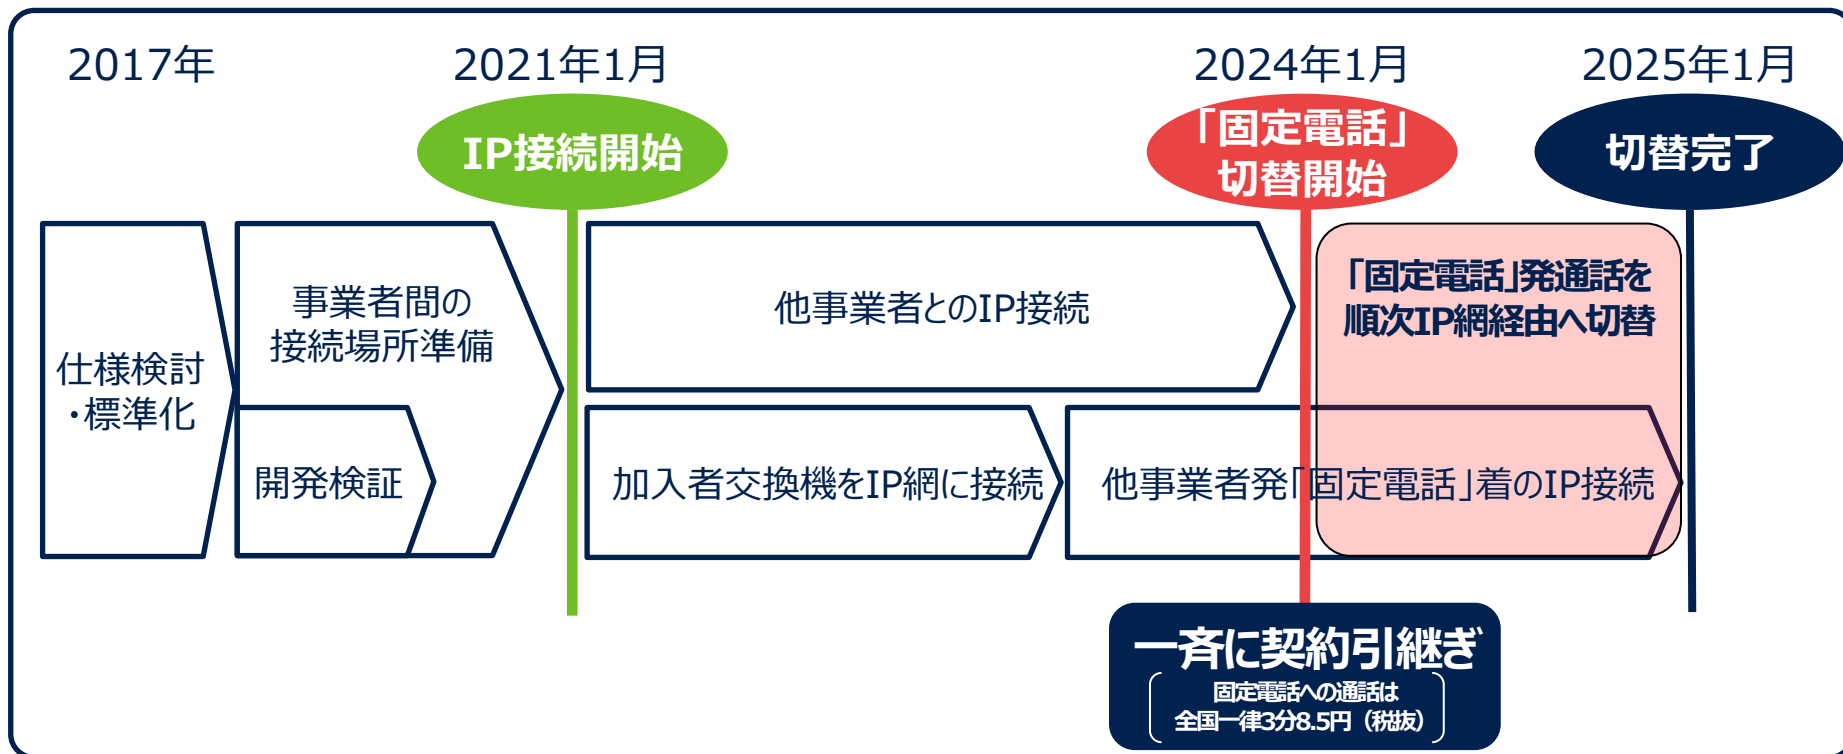 2017年
2021年1月
2024年1月
2025年1月
IP接続開始
「固定電話」
切替開始
切替完了
仕様検討
・標準化
事業者間の
接続場所準備
開発検証
他事業者とのIP接続
加入者交換機をIP網に接続
「固定電話」発通話を
順次IP網経由へ切替
他事業者発「固定電話」着のIP接続
一斉に契約引継ぎ
固定電話への通話は
全国一律3分8.5円（税抜）